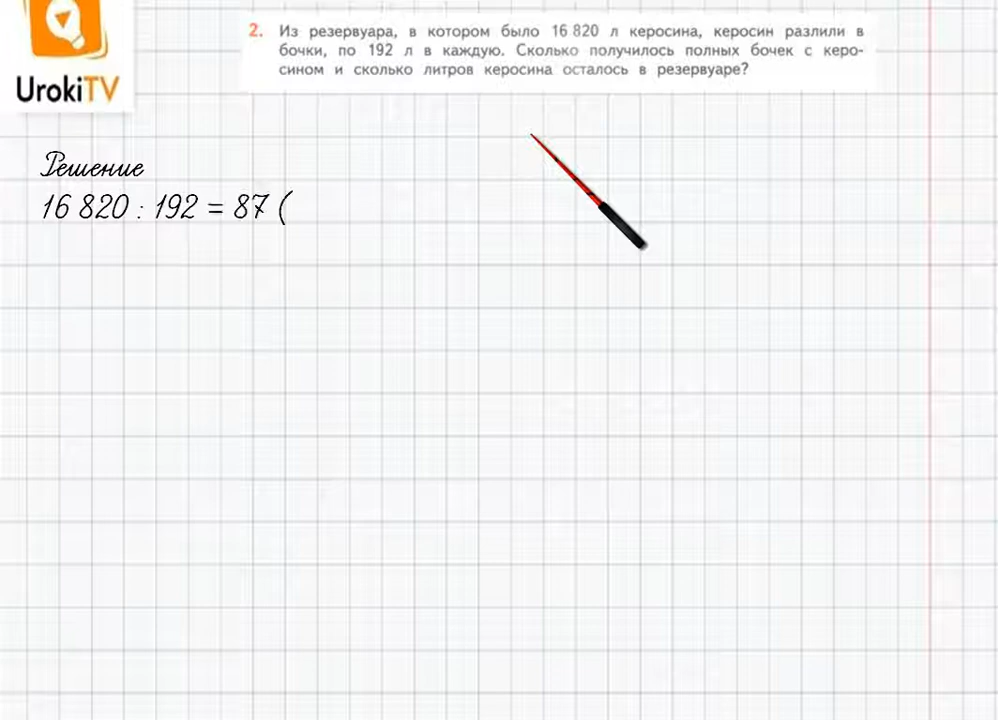 UrokiTV
2. Из резервуара, в котором было 16 820 л керосина, керосин разлили в
бочки, по 192 л в каждую. Сколько получилось полных бочек с керо-
сином и сколько литров керосина осталось в резервуаре?
Решение
16 820 : 192 = 87 (